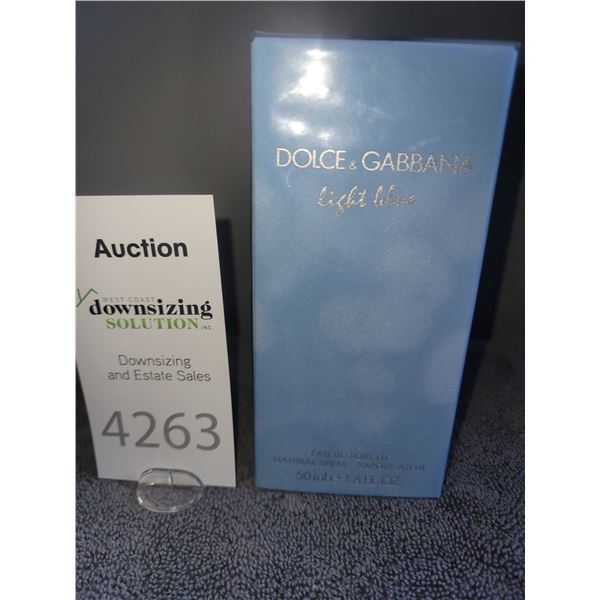 Auction
WEST COAST
downsizing
SOLUTION INC
Downsizing
and Estate Sales
4263
DOLCE & GABBANA
light blue
EAU DE TOILETTE
NATURAL SPRAY - VAPORISATEUR
50 ml e 1.6 FL.OZ.